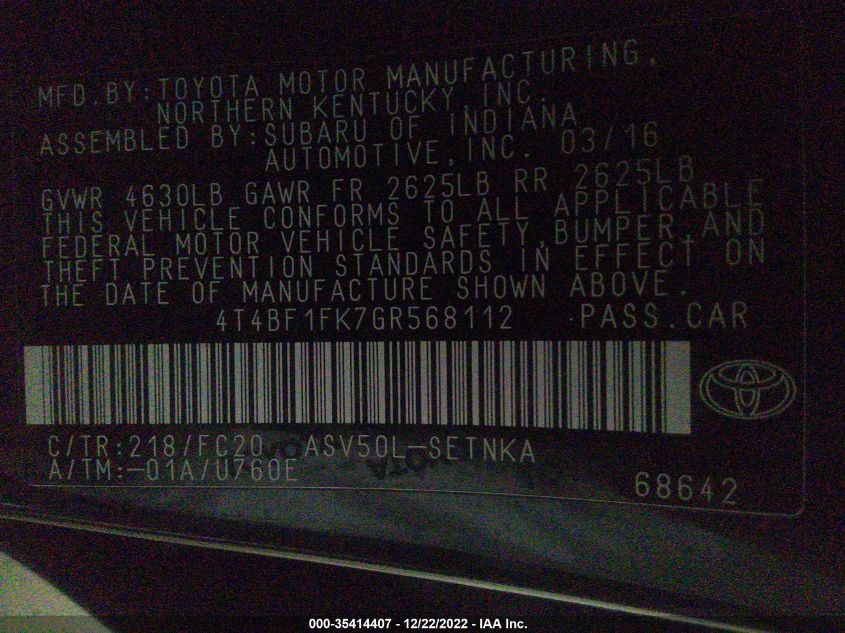 MFD.BY:TOYOTA MOTOR MANUFACTURING,
NORTHERN KENTUCKY,INC.
ASSEMBLED BY:SUBARU OF INDIANA
AUTOMOTIVE,INC. 03/16
GVWR 4630LB GAWR FR 2625LB RR 2625LB
THIS VEHICLE CONFORMS TO ALL APPLICABLE
FEDERAL MOTOR VEHICLE SAFETY,BUMPER,AND
THEFT PREVENTION STANDARDS IN EFFECT ON
THE DATE OF MANUFACTURE SHOWN ABOVE.
4T4BF1FK7GR568112 PASS.CAR
C/TR:218/FC20 ASV50L-SETNKA
A/TM:-01A/U760E
68642
000-35414407 - 12/22/2022 - IAA Inc.